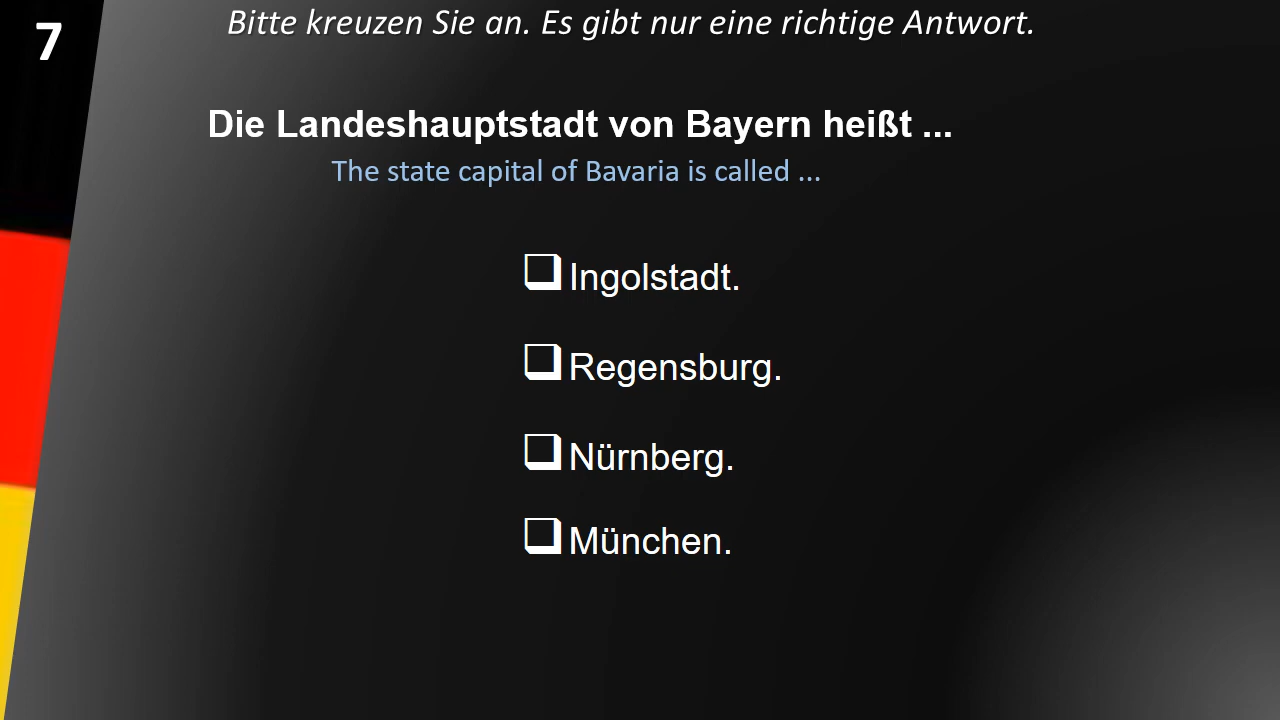 7
Bitte kreuzen Sie an. Es gibt nur eine richtige Antwort.
Die Landeshauptstadt von Bayern heißt ...
The state capital of Bavaria is called ...
❑ Ingolstadt.
❑ Regensburg.
❑ Nürnberg.
❑ München.